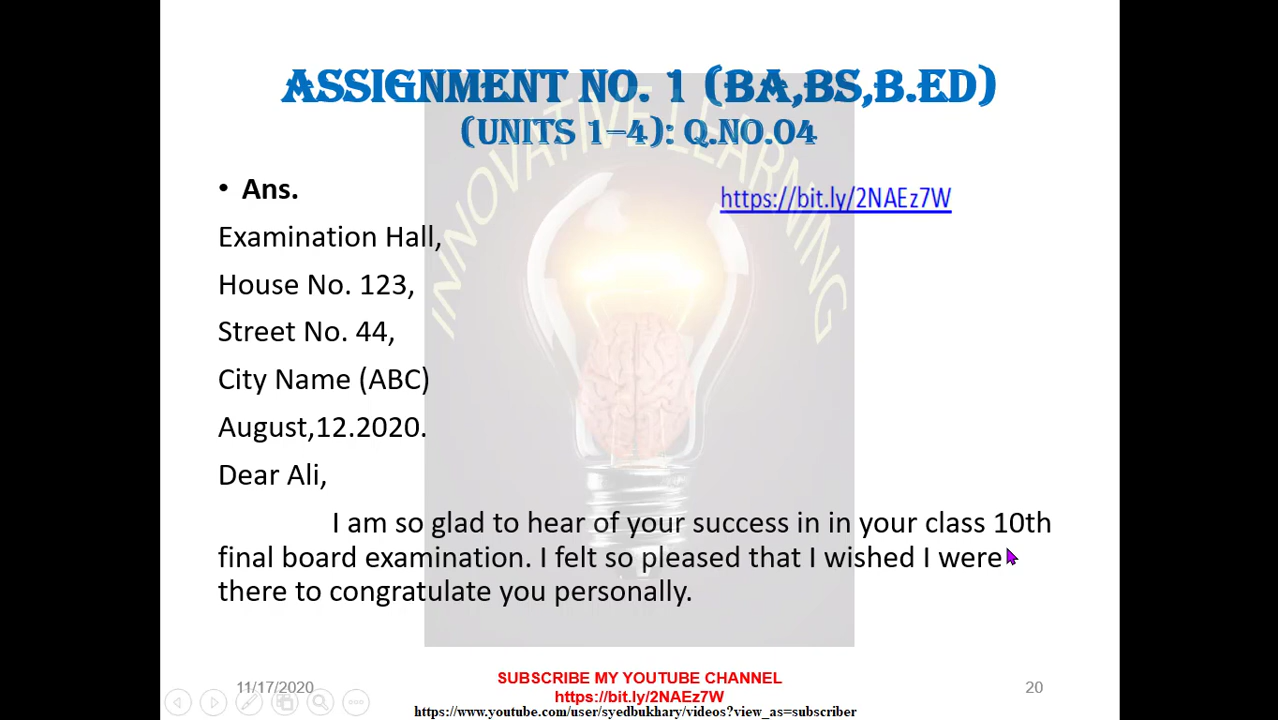 ASSIGNMENT NO. 1 (BA,BS,B.ED)
(UNITS 1–4): Q.NO.04
• Ans.
https://bit.ly/2NAEz7W
Examination Hall,
House No. 123,
Street No. 44,
City Name (ABC)
August,12.2020.
Dear Ali,
I am so glad to hear of your success in in your class 10th
final board examination. I felt so pleased that I wished I were
there to congratulate you personally.
INNOVATIVE LEARNING
11/17/2020
SUBSCRIBE MY YOUTUBE CHANNEL
https://bit.ly/2NAEz7W
https://www.youtube.com/user/syedbukhary/videos?view_as=subscriber
20